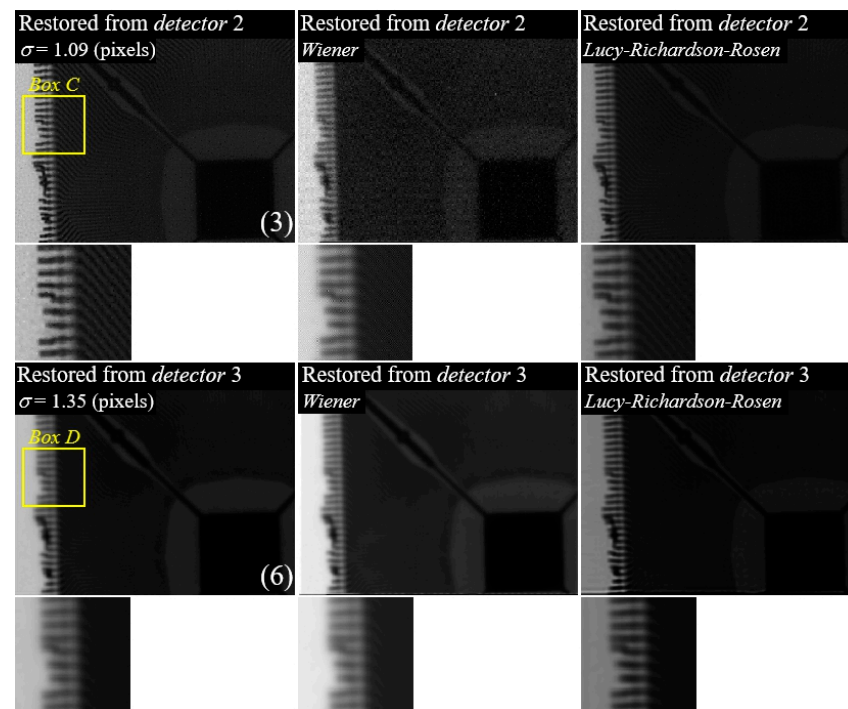 Restored from detector 2
σ = 1.09 (pixels)
Box C
(3)
Restored from detector 2
Wiener
Restored from detector 2
Lucy-Richardson-Rosen
Restored from detector 3
σ = 1.35 (pixels)
Box D
(6)
Restored from detector 3
Wiener
Restored from detector 3
Lucy-Richardson-Rosen